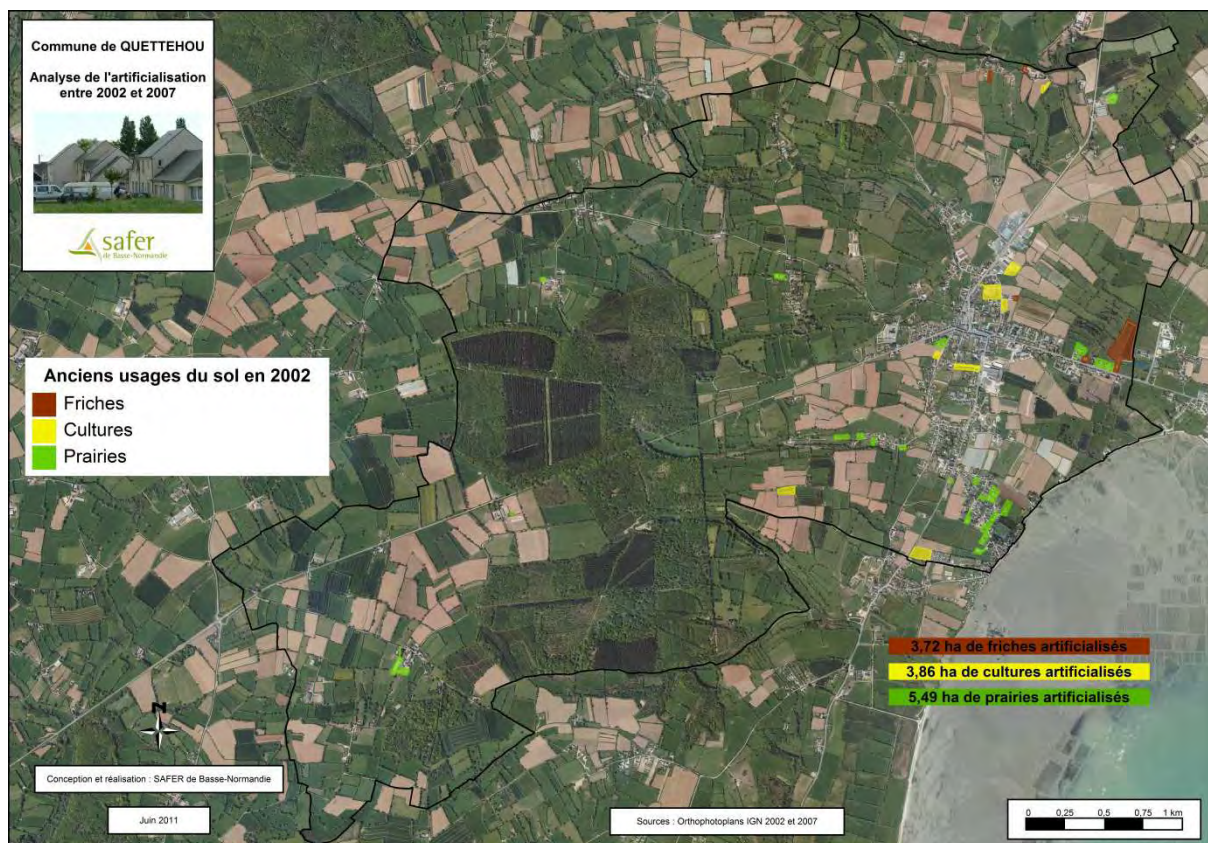 Commune de QUETTEHOU
Analyse de l'artificialisation
entre 2002 et 2007
safer
de Basse-Normandie
Anciens usages du sol en 2002
Friches
Cultures
Prairies
3,72 ha de friches artificialisés
3,86 ha de cultures artificialisés
5,49 ha de prairies artificialisés
N
Conception et réalisation : SAFER de Basse-Normandie
Juin 2011
Sources : Orthophotoplans IGN 2002 et 2007
0 0,25 0,5 0,75 1 km